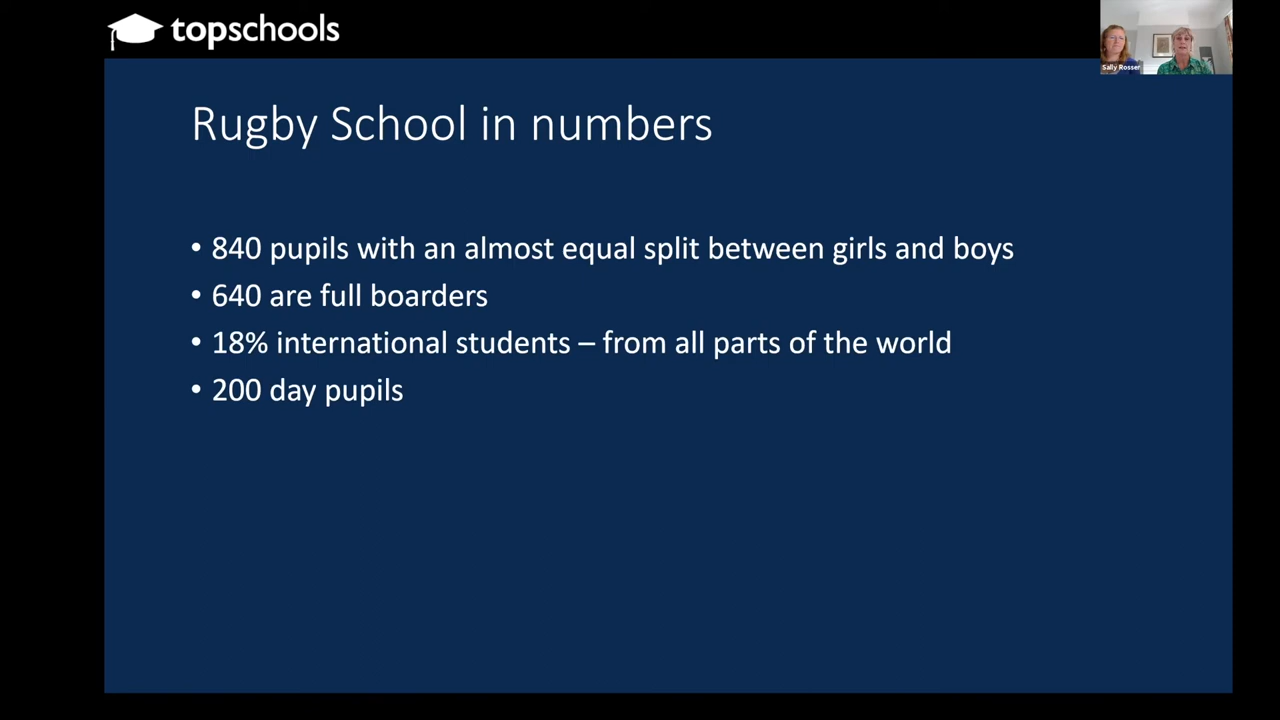 topschools
Sally Rosser
Rugby School in numbers
• 840 pupils with an almost equal split between girls and boys
• 640 are full boarders
• 18% international students – from all parts of the world
• 200 day pupils